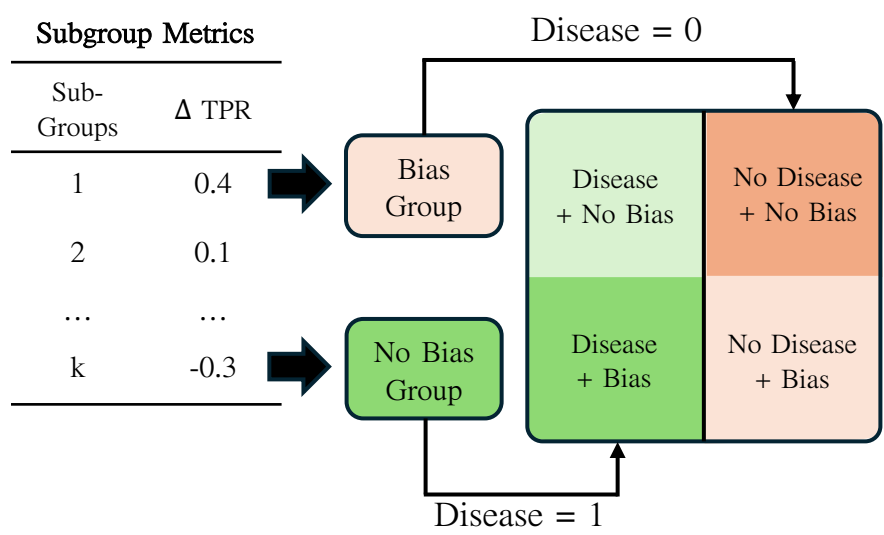 Subgroup Metrics
Sub-
Groups
Δ TPR
1
0.4
2
0.1
...
...
k
-0.3
Bias
Group
No Bias
Group
Disease = 0
Disease
+ No Bias
No Disease
+ No Bias
Disease
+ Bias
No Disease
+ Bias
Disease = 1